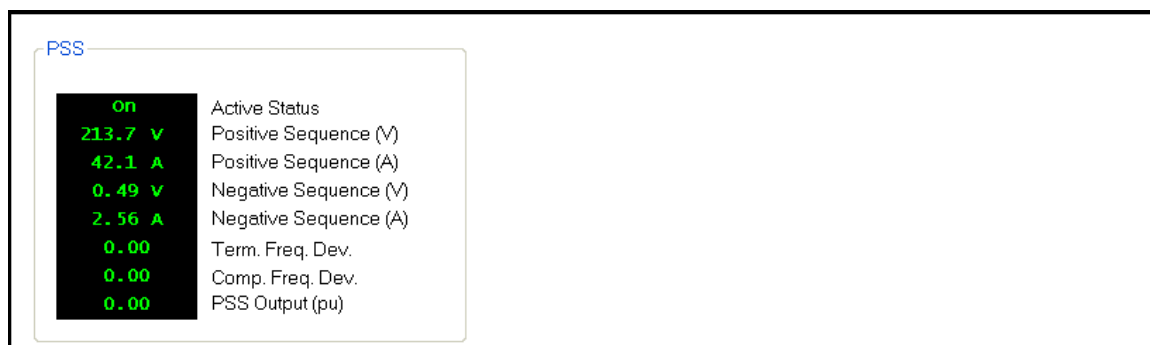 PSS
On Active Status
213.7 V Positive Sequence (V)
42.1 A Positive Sequence (A)
0.49 V Negative Sequence (V)
2.56 A Negative Sequence (A)
0.00 Term. Freq. Dev.
0.00 Comp. Freq. Dev.
0.00 PSS Output (pu)